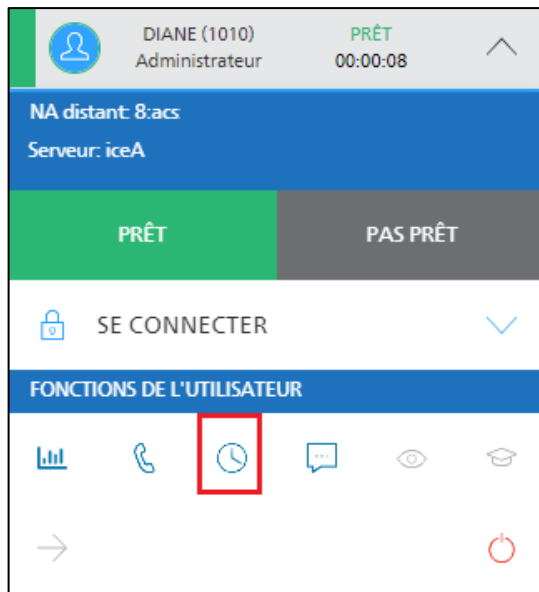 DIANE (1010)
Administrateur
PRÊT
00:00:08
NA distant: 8:acs
Serveur: iceA
PRÊT
PAS PRÊT
SE CONNECTER
FONCTIONS DE L'UTILISATEUR